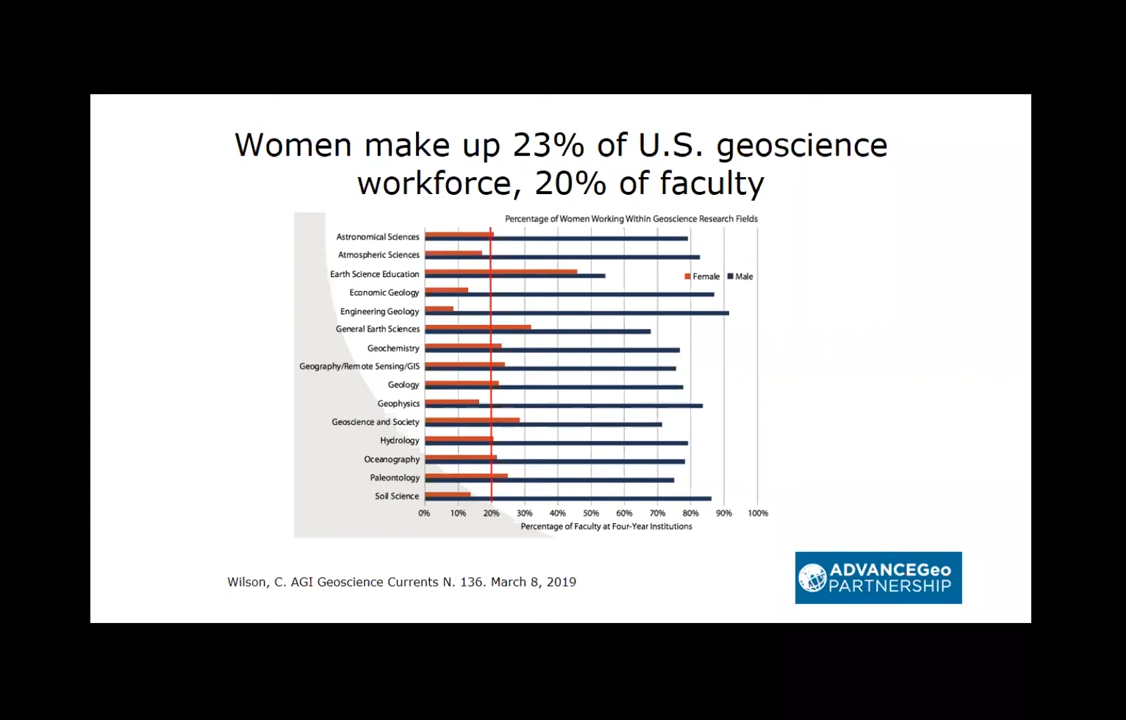 Women make up 23% of U.S. geoscience
workforce, 20% of faculty
Percentage of Women Working Within Geoscience Research Fields
Astronomical Sciences
Atmospheric Sciences
Earth Science Education
Female Male
Economic Geology
Engineering Geology
General Earth Sciences
Geochemistry
Geography/Remote Sensing/GIS
Geology
Geophysics
Geoscience and Society
Hydrology
Oceanography
Paleontology
Soil Science
0% 10% 20% 30% 40% 50% 60% 70% 80% 90% 100%
Percentage of Faculty at Four-Year Institutions
Wilson, C. AGI Geoscience Currents N. 136. March 8, 2019
ADVANCEGeo
PARTNERSHIP